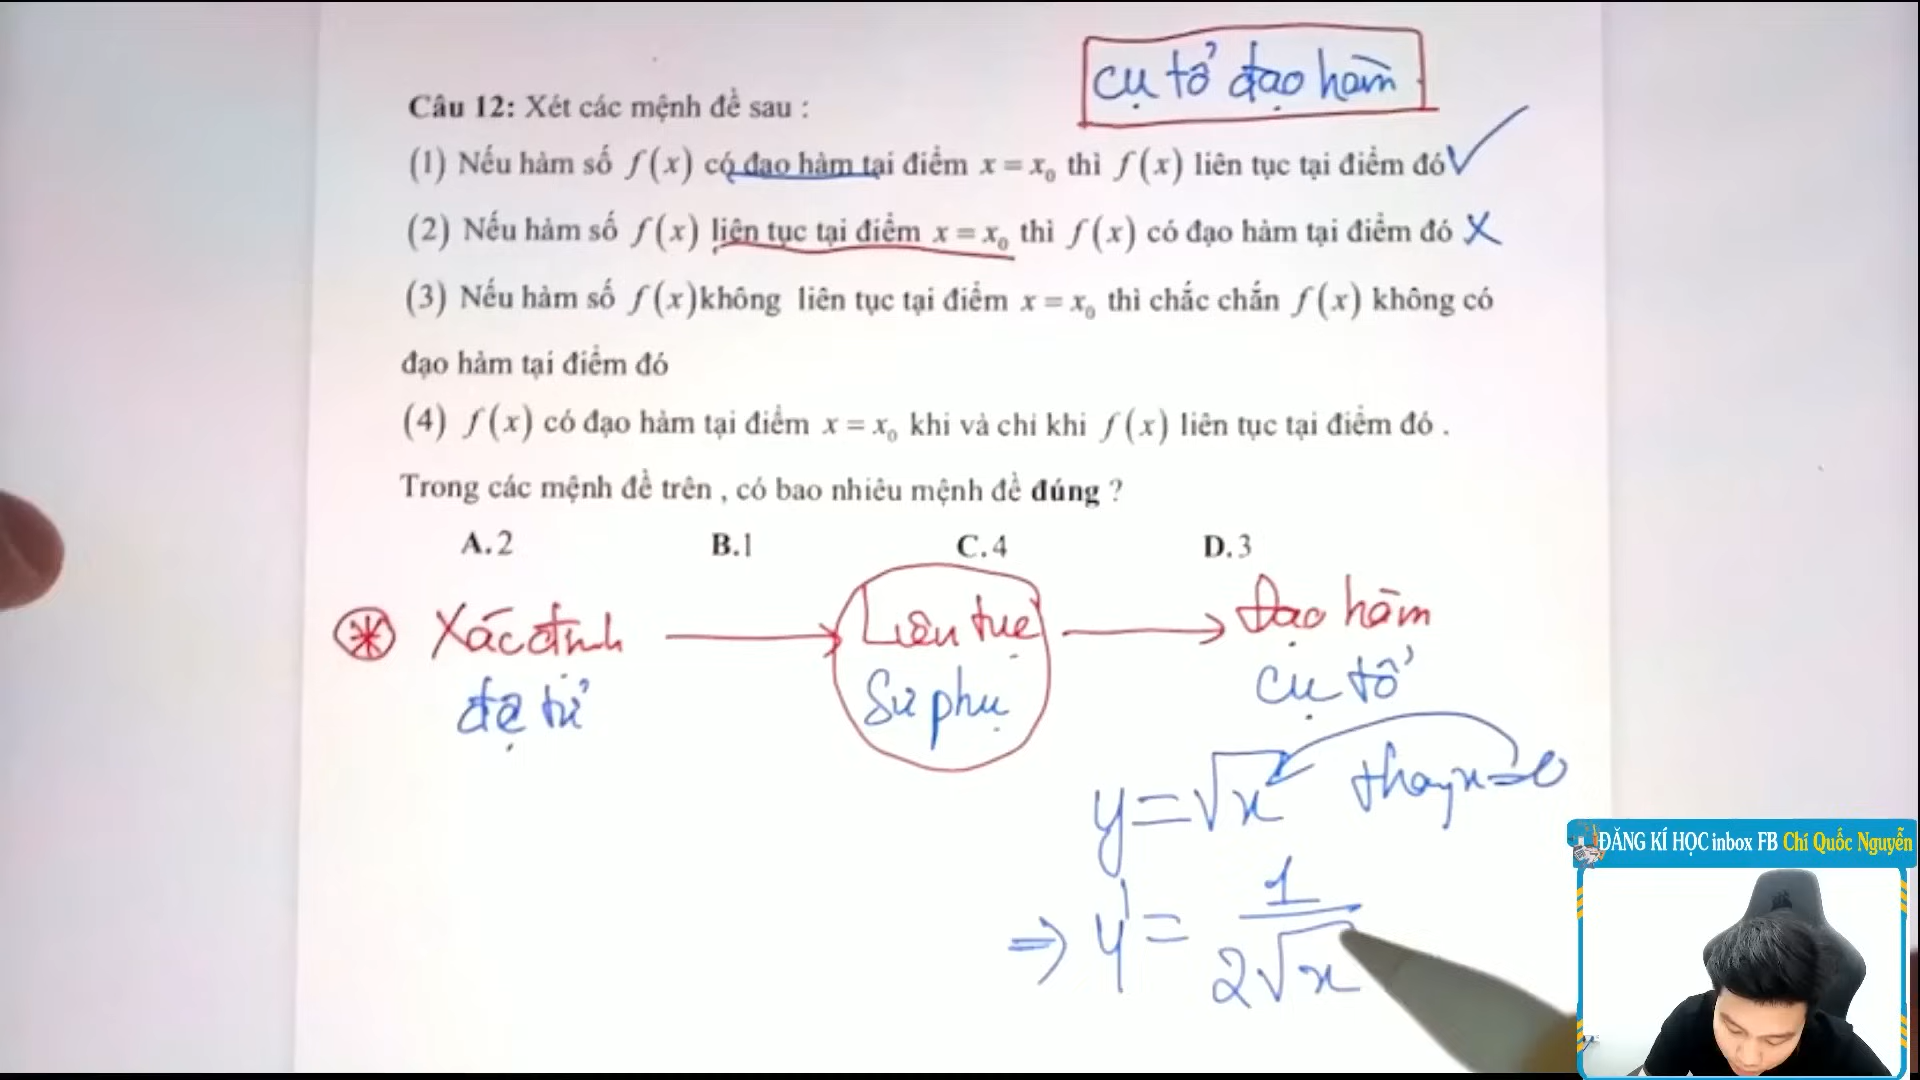 cụ tổ đạo hàm
Câu 12: Xét các mệnh đề sau :
(1) Nếu hàm số f(x) có đạo hàm tại điểm x = x₀ thì f(x) liên tục tại điểm đó ✓
(2) Nếu hàm số f(x) liên tục tại điểm x = x₀ thì f(x) có đạo hàm tại điểm đó X
(3) Nếu hàm số f(x)không liên tục tại điểm x = x₀ thì chắc chắn f(x) không có
đạo hàm tại điểm đó
(4) f(x) có đạo hàm tại điểm x = x₀ khi và chỉ khi f(x) liên tục tại điểm đó .
Trong các mệnh đề trên , có bao nhiêu mệnh đề đúng ?
A. 2 B.1 C. 4 D. 3
* Xác định → Liên tục → Đạo hàm
đệ tử Sư phụ cụ tổ
y = √x thay x=0
⇒ y' = 1/(2√x)
ĐĂNG KÍ HỌC inbox FB Chí Quốc Nguyễn